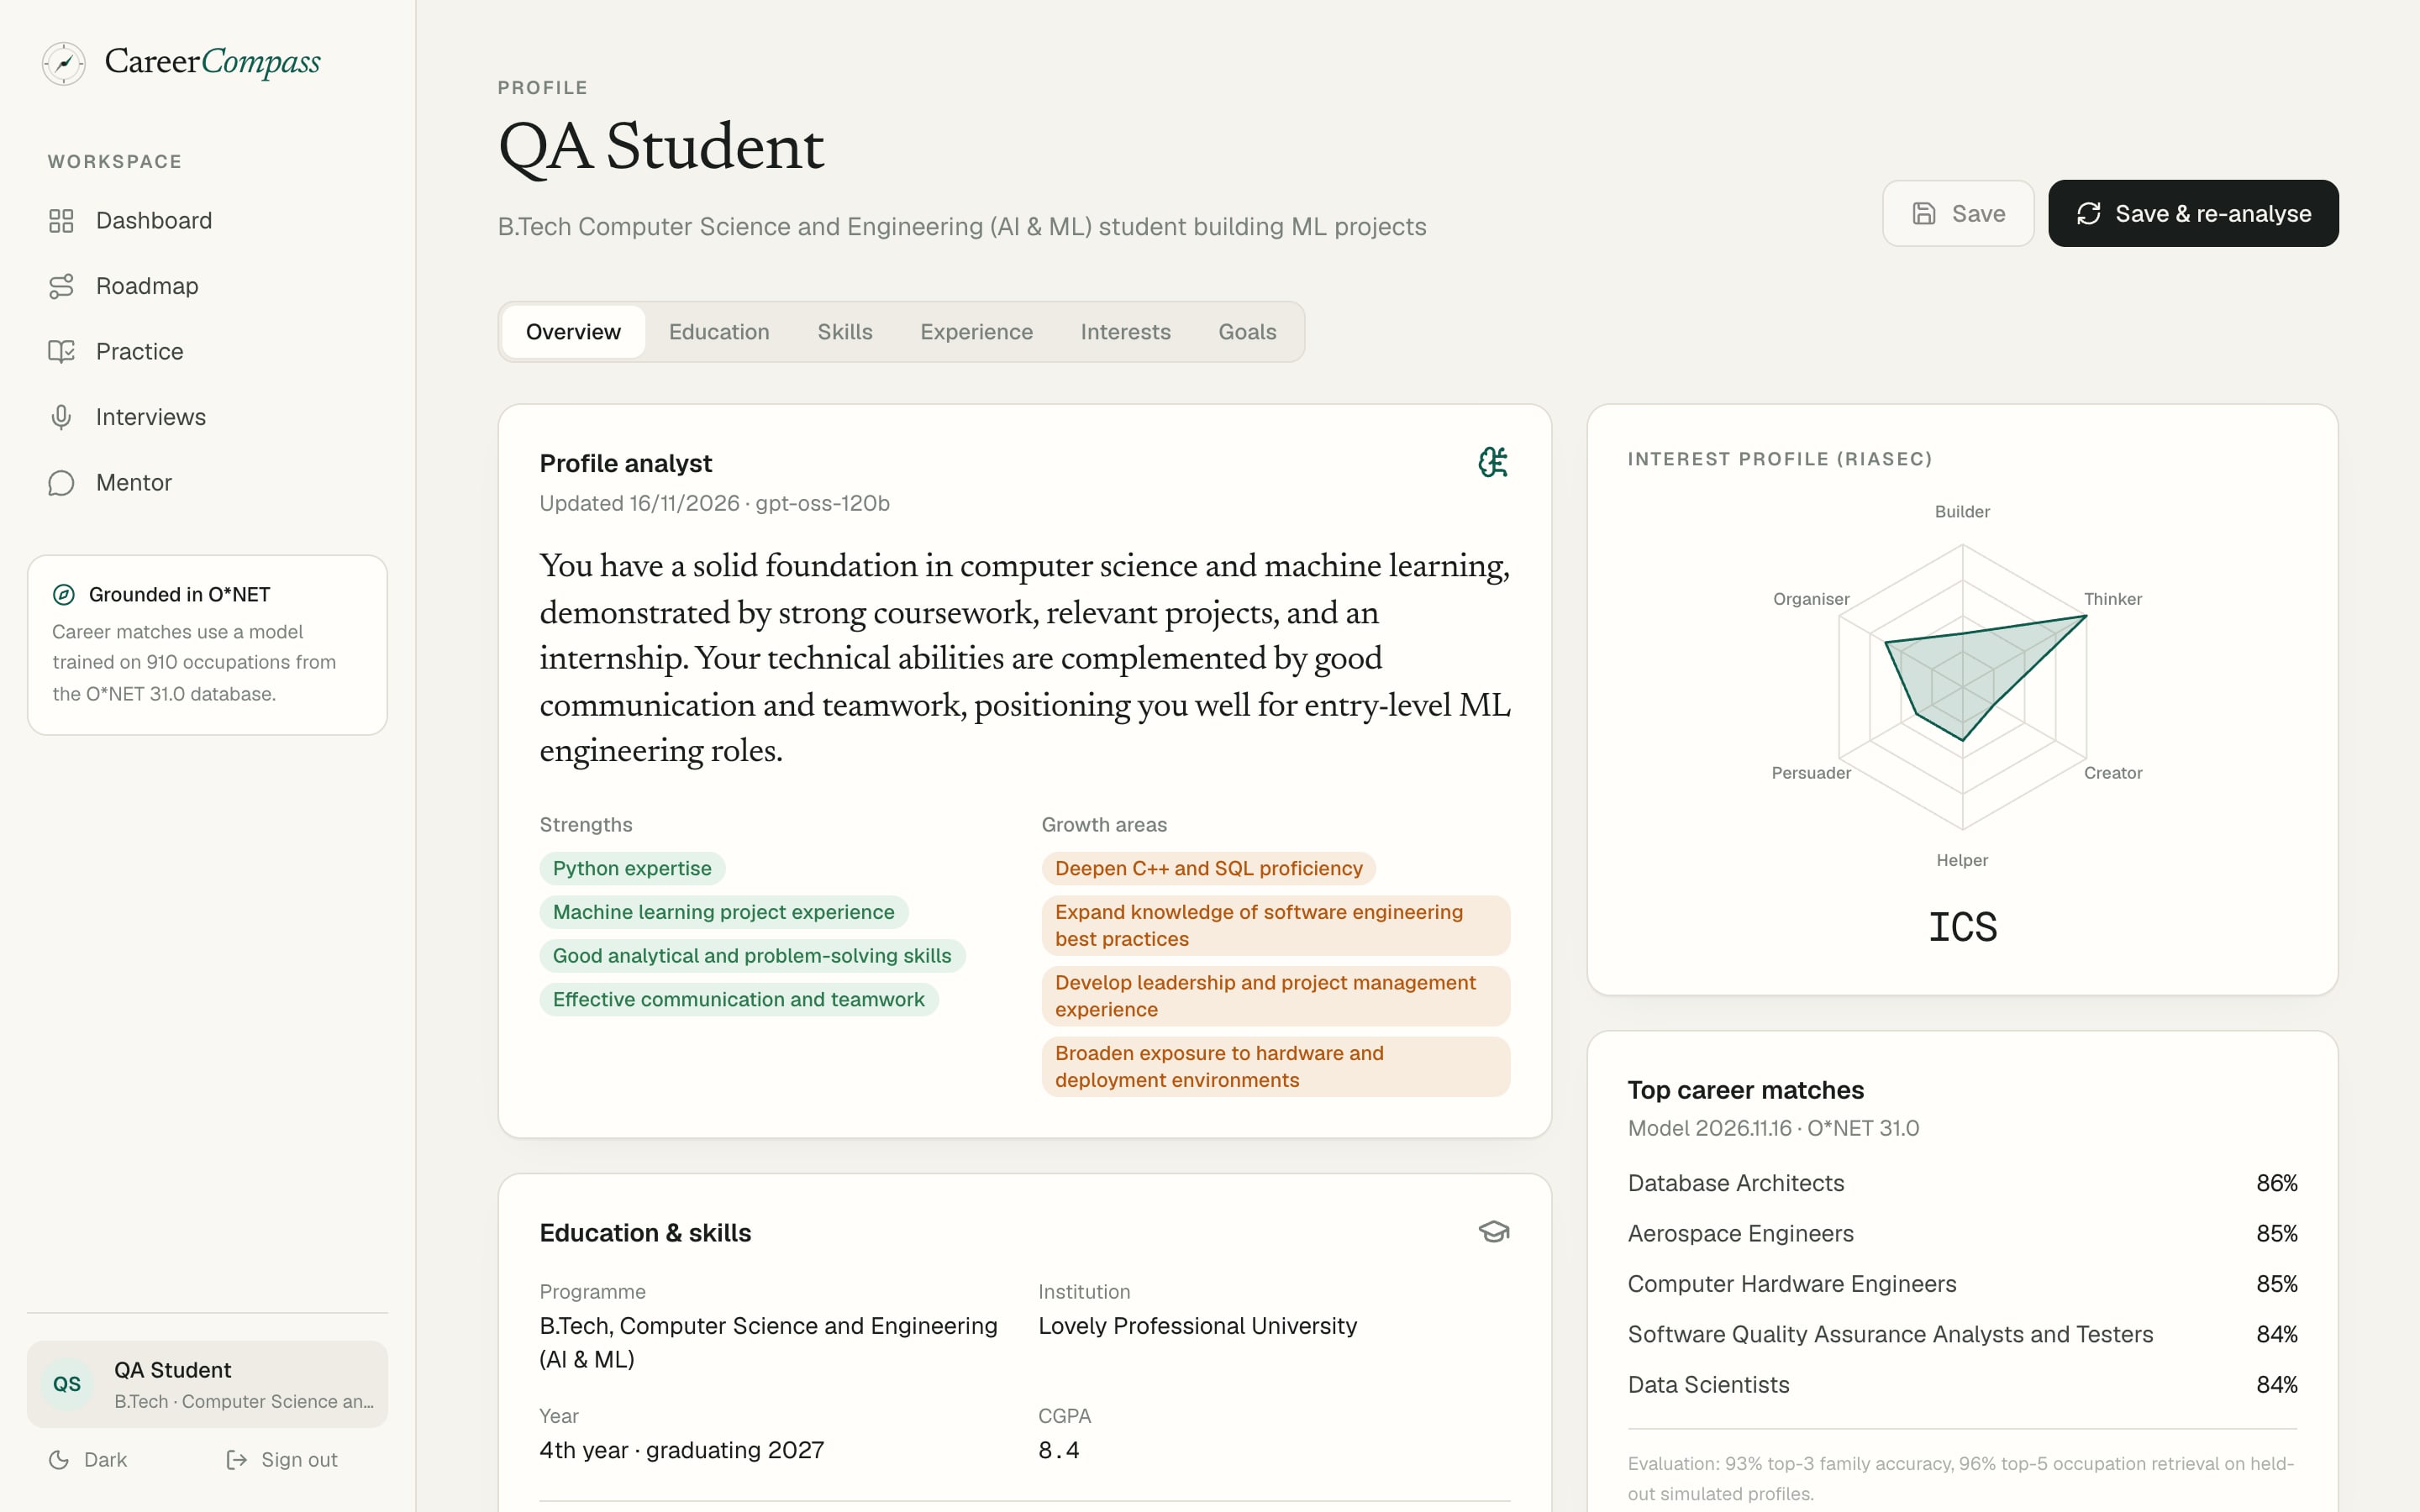 CareerCompass
WORKSPACE
Dashboard
Roadmap
Practice
Interviews
Mentor
Grounded in O*NET
Career matches use a model
trained on 910 occupations from
the O*NET 31.0 database.
QS
QA Student
B.Tech · Computer Science an…
Dark
Sign out
PROFILE
QA Student
B.Tech Computer Science and Engineering (AI & ML) student building ML projects
Save
Save & re-analyse
Overview
Education
Skills
Experience
Interests
Goals
Profile analyst
Updated 16/11/2026 · gpt-oss-120b
You have a solid foundation in computer science and machine learning,
demonstrated by strong coursework, relevant projects, and an
internship. Your technical abilities are complemented by good
communication and teamwork, positioning you well for entry-level ML
engineering roles.
Strengths
Python expertise
Machine learning project experience
Good analytical and problem-solving skills
Effective communication and teamwork
Growth areas
Deepen C++ and SQL proficiency
Expand knowledge of software engineering
best practices
Develop leadership and project management
experience
Broaden exposure to hardware and
deployment environments
Education & skills
Programme
B.Tech, Computer Science and Engineering
(AI & ML)
Institution
Lovely Professional University
Year
4th year · graduating 2027
CGPA
8.4
INTEREST PROFILE (RIASEC)
Builder
Organiser
Thinker
Persuader
Creator
Helper
ICS
Top career matches
Model 2026.11.16 · O*NET 31.0
Database Architects 86%
Aerospace Engineers 85%
Computer Hardware Engineers 85%
Software Quality Assurance Analysts and Testers 84%
Data Scientists 84%
Evaluation: 93% top-3 family accuracy, 96% top-5 occupation retrieval on held-
out simulated profiles.